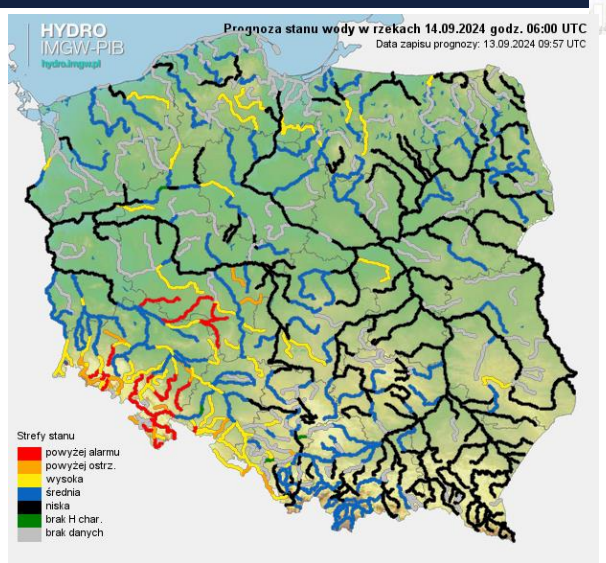 HYDRO
IMGW-PIB
hydro.imgw.pl
Prognoza stanu wody w rzekach 14.09.2024 godz. 06:00 UTC
Data zapisu prognozy: 13.09.2024 09:57 UTC
Strefy stanu
powyżej alarmu
powyżej ostrz.
wysoka
średnia
niska
brak H char.
brak danych